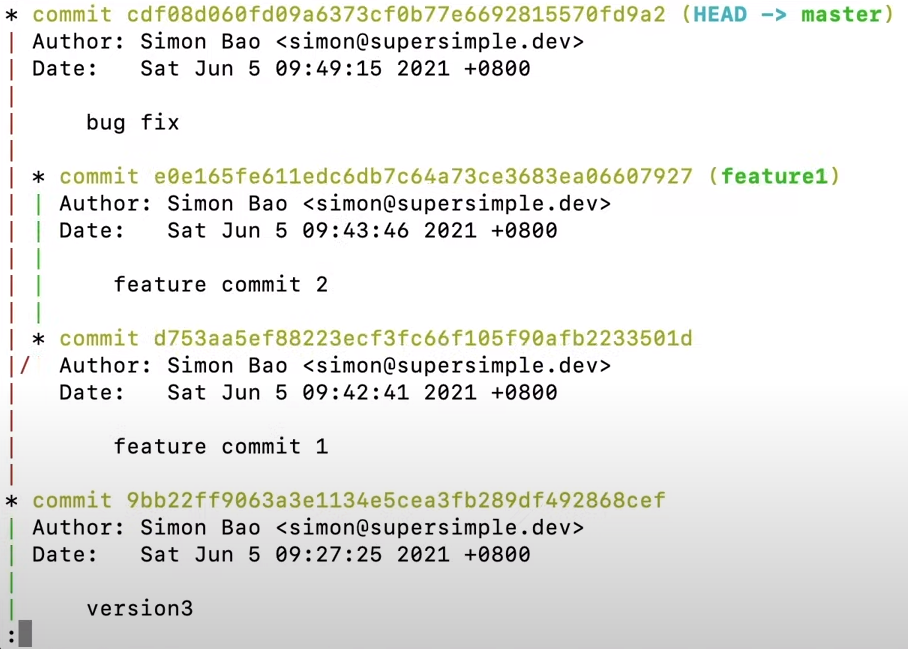 * commit cdf08d060fd09a6373cf0b77e6692815570fd9a2 (HEAD -> master)
| Author: Simon Bao <simon@supersimple.dev>
| Date:   Sat Jun 5 09:49:15 2021 +0800
|
|     bug fix
|
| * commit e0e165fe611edc6db7c64a73ce3683ea06607927 (feature1)
| | Author: Simon Bao <simon@supersimple.dev>
| | Date:   Sat Jun 5 09:43:46 2021 +0800
| |
| |     feature commit 2
| |
| * commit d753aa5ef88223ecf3fc66f105f90afb2233501d
|/  Author: Simon Bao <simon@supersimple.dev>
|   Date:   Sat Jun 5 09:42:41 2021 +0800
|
|       feature commit 1
|
* commit 9bb22ff9063a3e1134e5cea3fb289df492868cef
| Author: Simon Bao <simon@supersimple.dev>
| Date:   Sat Jun 5 09:27:25 2021 +0800
|
|     version3
: